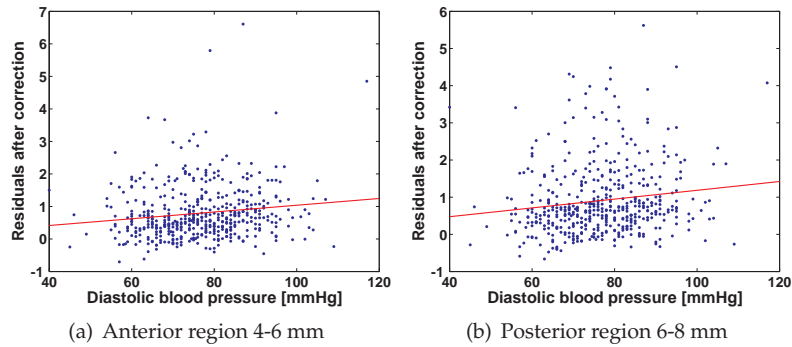 Residuals after correction
7
6
5
4
3
2
1
0
-1
40 60 80 100 120
Diastolic blood pressure [mmHg]
(a) Anterior region 4-6 mm
Residuals after correction
6
5
4
3
2
1
0
-1
40 60 80 100 120
Diastolic blood pressure [mmHg]
(b) Posterior region 6-8 mm